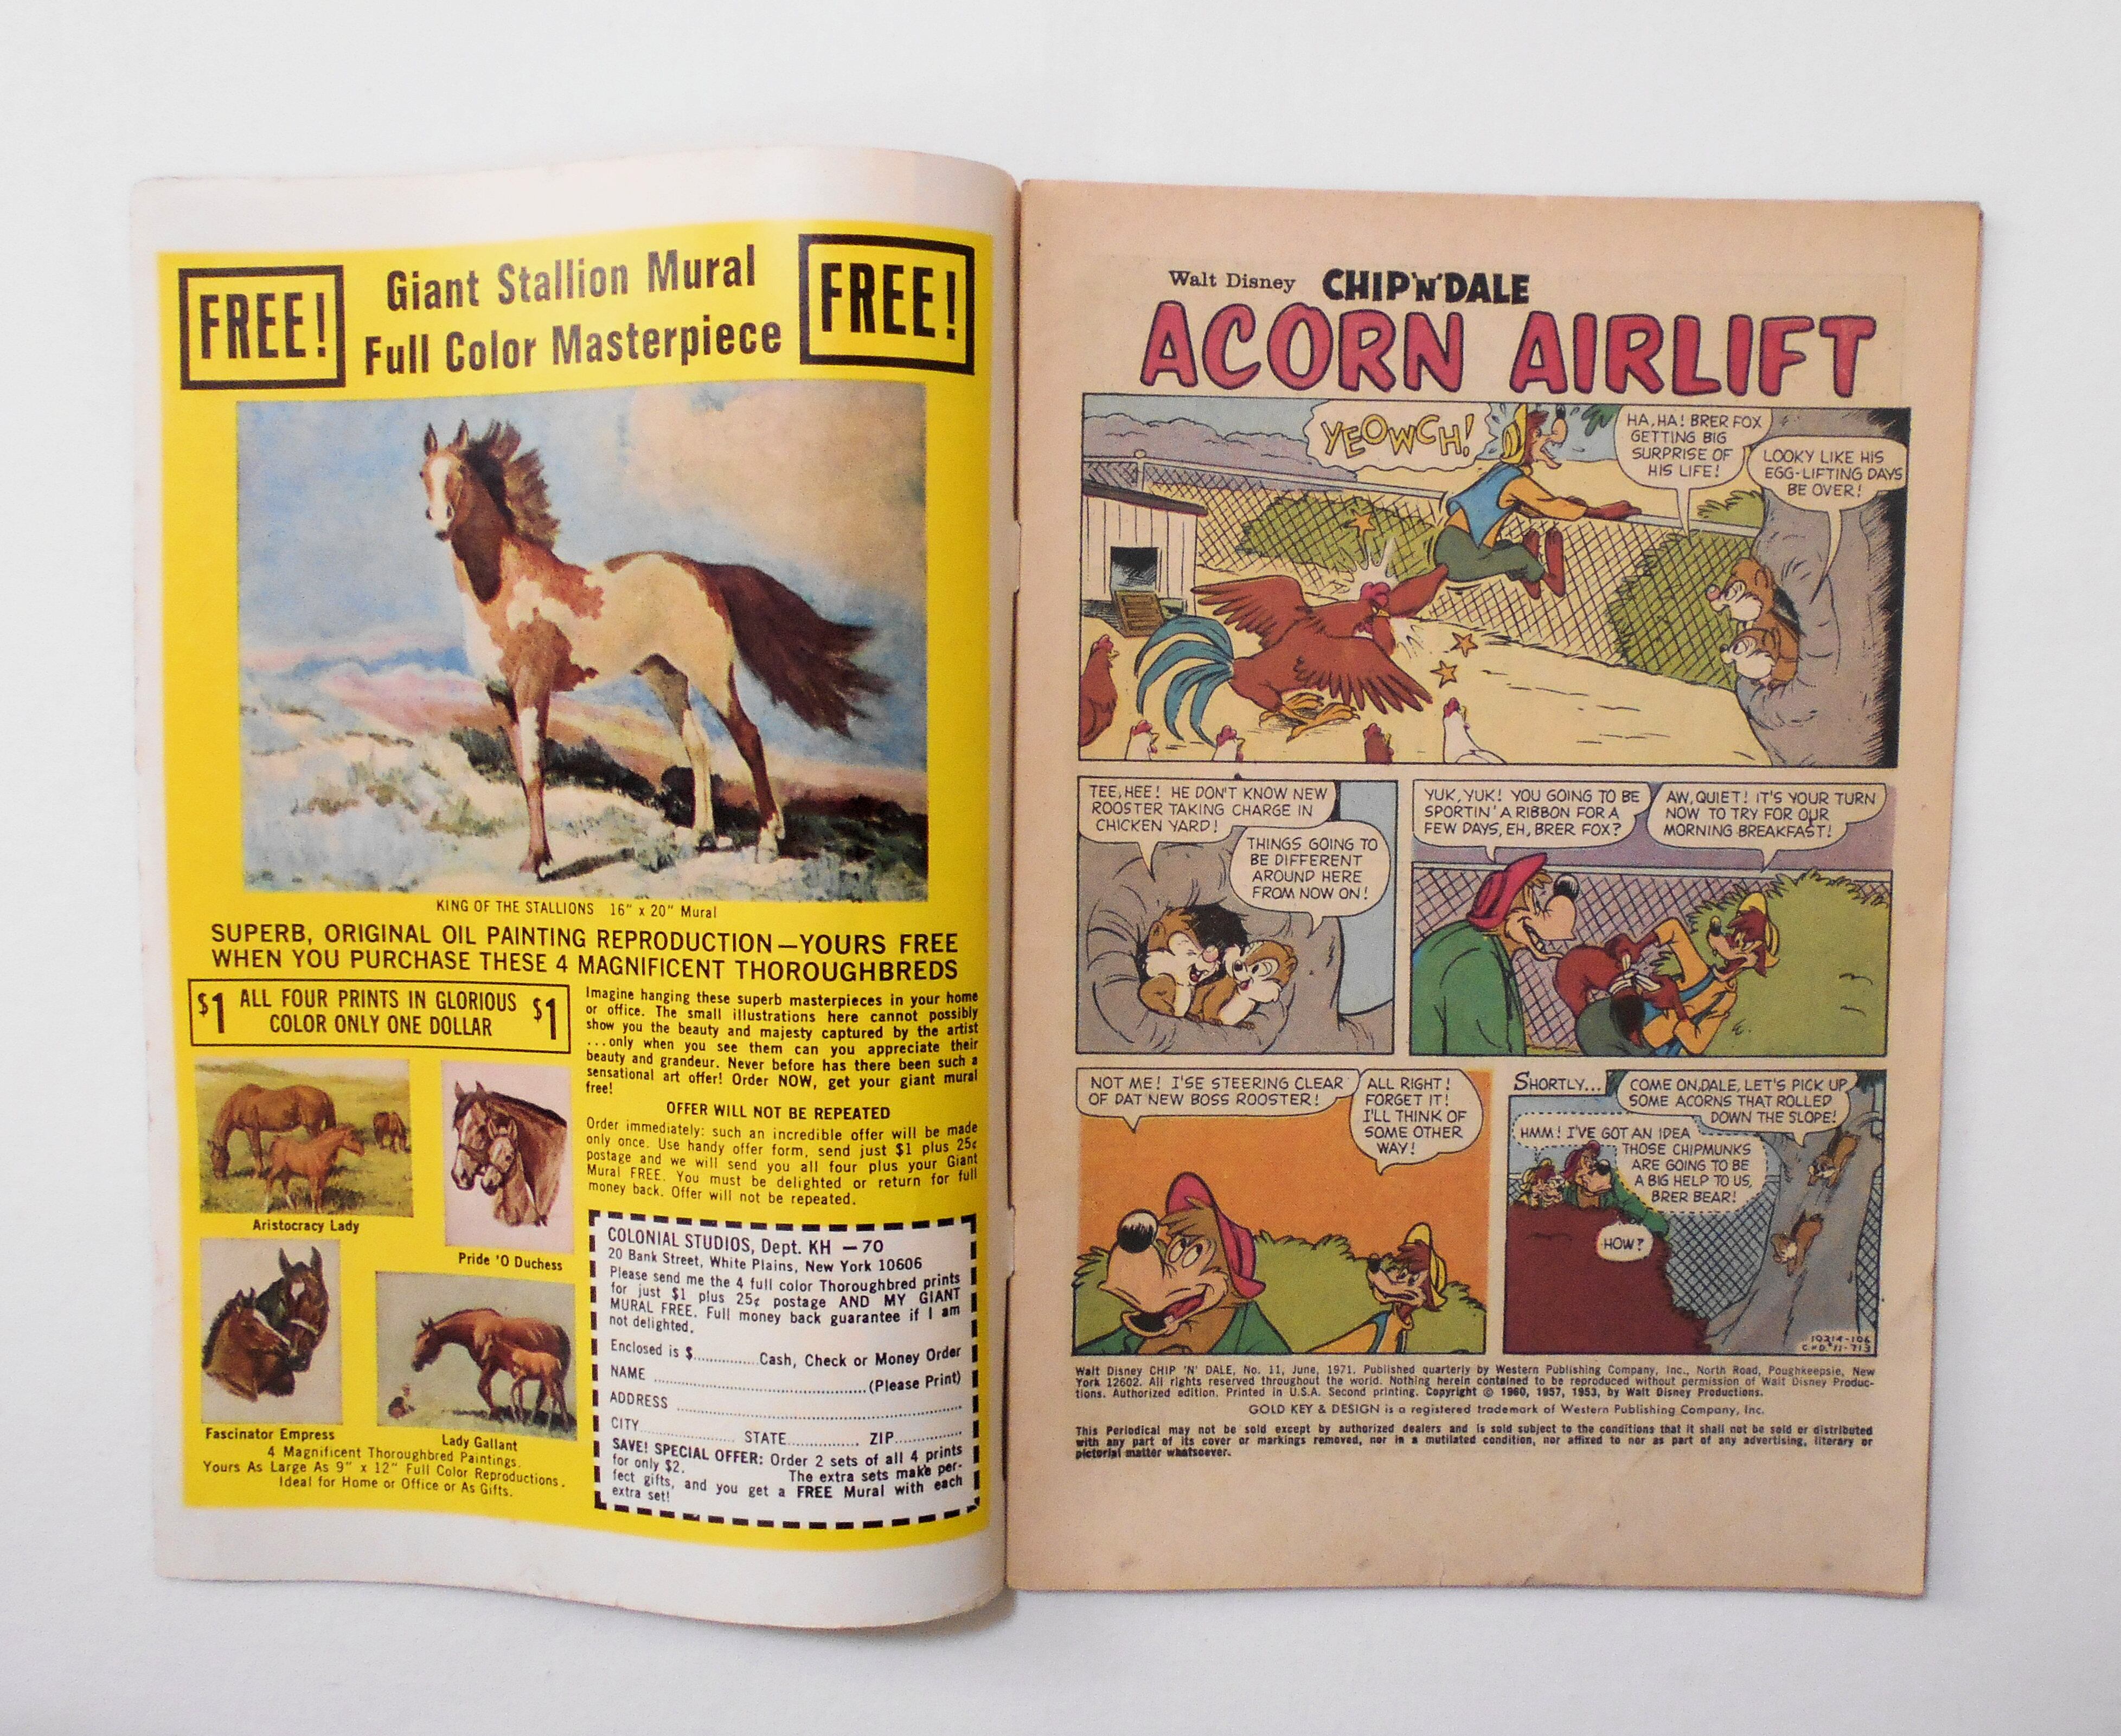 FREE!
Giant Stallion Mural
Full Color Masterpiece
FREE!
KING OF THE STALLIONS 16" x 20" Mural
SUPERB, ORIGINAL OIL PAINTING REPRODUCTION—YOURS FREE
WHEN YOU PURCHASE THESE 4 MAGNIFICENT THOROUGHBREDS
$1 ALL FOUR PRINTS IN GLORIOUS $1
COLOR ONLY ONE DOLLAR
Aristocracy Lady
Pride 'O Duchess
Fascinator Empress
Lady Gallant
4 Magnificent Thoroughbred Paintings.
Yours As Large As 9" x 12" Full Color Reproductions.
Ideal for Home or Office or As Gifts.
Imagine hanging these superb masterpieces in your home
or office. The small illustrations here cannot possibly
show you the beauty and majesty captured by the artist
...only when you see them can you appreciate their
beauty and grandeur. Never before has there been such a
sensational art offer! Order NOW, get your giant mural
free!
OFFER WILL NOT BE REPEATED
Order immediately: such an incredible offer will be made
only once. Use handy offer form, send just $1 plus 25¢
postage and we will send you all four plus your Giant
Mural FREE. You must be delighted or return for full
money back. Offer will not be repeated.
COLONIAL STUDIOS, Dept. KH —70
20 Bank Street, White Plains, New York 10606
Please send me the 4 full color Thoroughbred prints
for just $1 plus 25¢ postage AND MY GIANT
MURAL FREE. Full money back guarantee if I am
not delighted.
Enclosed is $..............Cash, Check or Money Order
NAME ..............................................(Please Print)
ADDRESS ..............................................
CITY.................... STATE.............. ZIP.............
SAVE! SPECIAL OFFER: Order 2 sets of all 4 prints
for only $2. The extra sets make per-
fect gifts, and you get a FREE Mural with each
extra set!
Walt Disney CHIP 'N' DALE
ACORN AIRLIFT
YEOWCH!
HA, HA! BRER FOX
GETTING BIG
SURPRISE OF
HIS LIFE!
LOOKY LIKE HIS
EGG-LIFTING DAYS
BE OVER!
TEE, HEE! HE DON'T KNOW NEW
ROOSTER TAKING CHARGE IN
CHICKEN YARD!
THINGS GOING TO
BE DIFFERENT
AROUND HERE
FROM NOW ON!
YUK, YUK! YOU GOING TO BE
SPORTIN' A RIBBON FOR A
FEW DAYS, EH, BRER FOX?
AW, QUIET! IT'S YOUR TURN
NOW TO TRY FOR OUR
MORNING BREAKFAST!
NOT ME! I'SE STEERING CLEAR
OF DAT NEW BOSS ROOSTER!
ALL RIGHT!
FORGET IT!
I'LL THINK OF
SOME OTHER
WAY!
SHORTLY...
COME ON, DALE, LET'S PICK UP
SOME ACORNS THAT ROLLED
DOWN THE SLOPE!
HMM! I'VE GOT AN IDEA
THOSE CHIPMUNKS
ARE GOING TO BE
A BIG HELP TO US,
BRER BEAR!
HOW?
10214-106
C.+D. #11-713
Walt Disney CHIP 'N' DALE, No. 11, June, 1971. Published quarterly by Western Publishing Company, Inc., North Road, Poughkeepsie, New
York 12602. All rights reserved throughout the world. Nothing herein contained to be reproduced without permission of Walt Disney Produc-
tions. Authorized edition. Printed in U.S.A. Second printing. Copyright © 1960, 1957, 1953, by Walt Disney Productions.
GOLD KEY & DESIGN is a registered trademark of Western Publishing Company, Inc.
This Periodical may not be sold except by authorized dealers and is sold subject to the conditions that it shall not be sold or distributed
with any part of its cover or markings removed, nor in a mutilated condition, nor affixed to nor as part of any advertising, literary or
pictorial matter whatsoever.